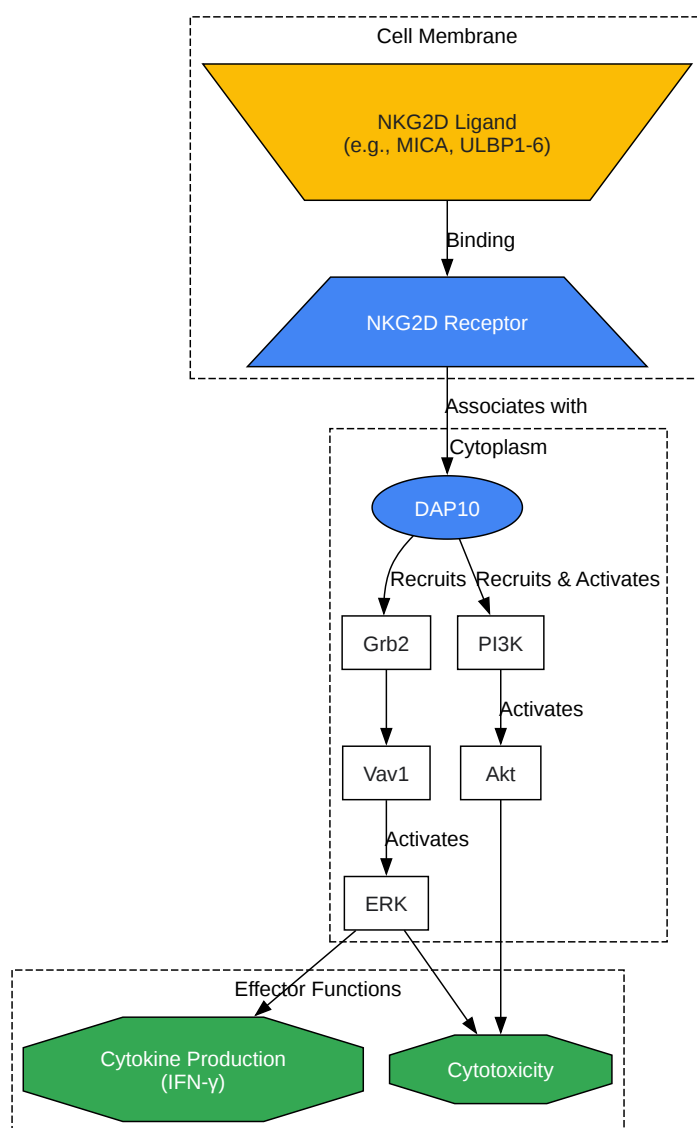 Cell Membrane
NKG2D Ligand
(e.g., MICA, ULBP1-6)
Binding
NKG2D Receptor
Associates with
Cytoplasm
DAP10
Recruits
Recruits & Activates
Grb2
PI3K
Activates
Vav1
Akt
Activates
ERK
Effector Functions
Cytokine Production
(IFN-γ)
Cytotoxicity